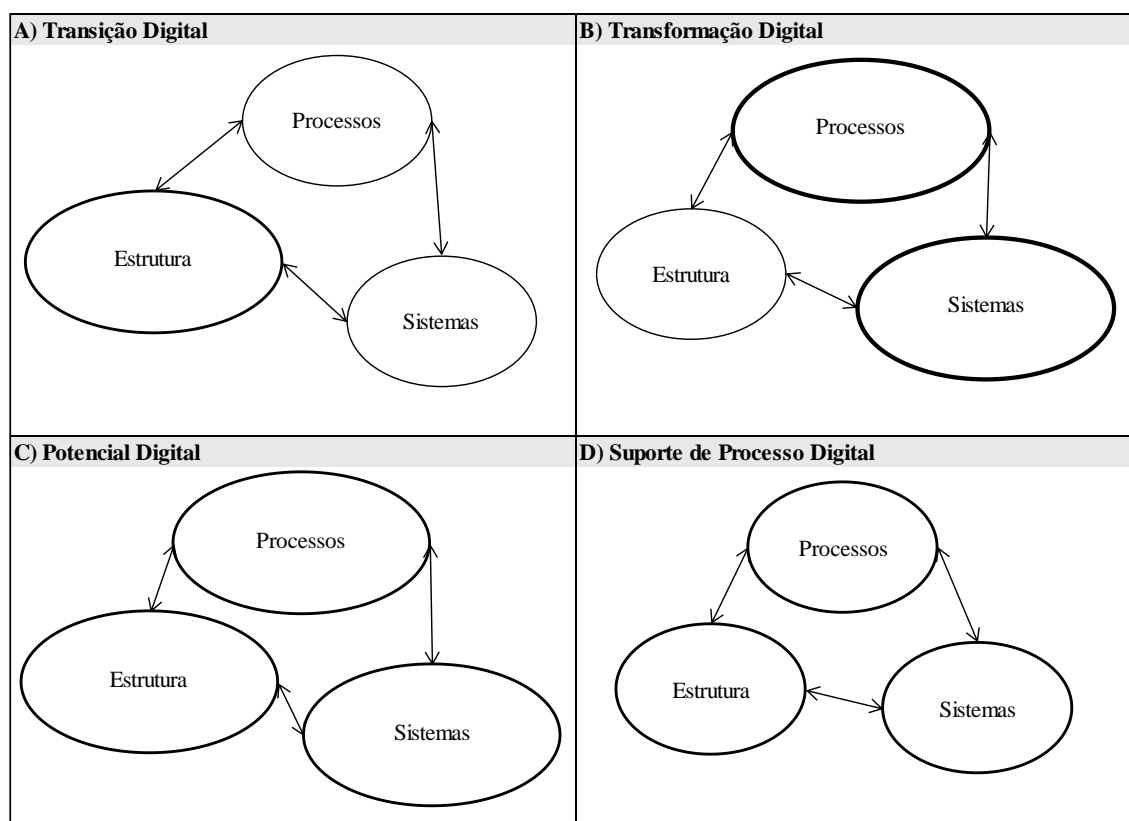 A) Transição Digital
Processos
Estrutura
Sistemas
B) Transformação Digital
Processos
Estrutura
Sistemas
C) Potencial Digital
Processos
Estrutura
Sistemas
D) Suporte de Processo Digital
Processos
Estrutura
Sistemas